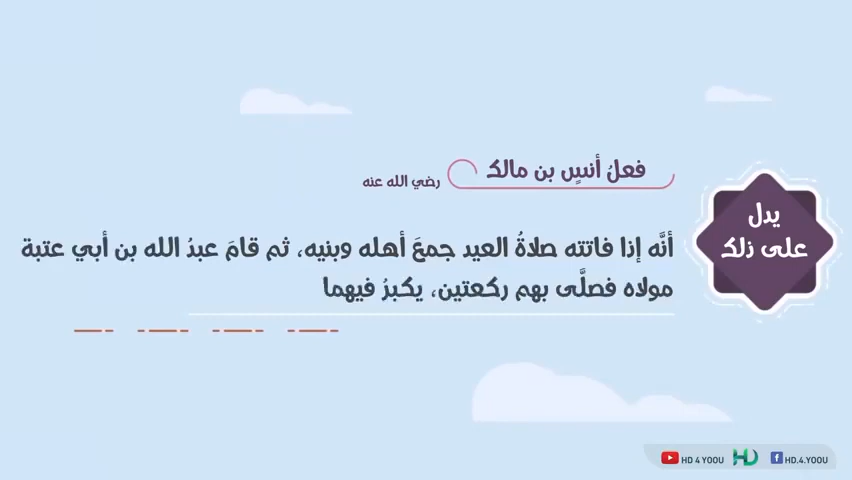 يدل
على ذلك
فعلُ أنسٍ بن مالك
رضي الله عنه
أنَّه إذا فاتته صلاةُ العيد جمعَ أهله وبنيه، ثم قامَ عبدُ الله بن أبي عتبة
مولاه فصلَّى بهم ركعتين، يكبرُ فيهما
HD 4 YOOU
HD
HD.4.YOOU